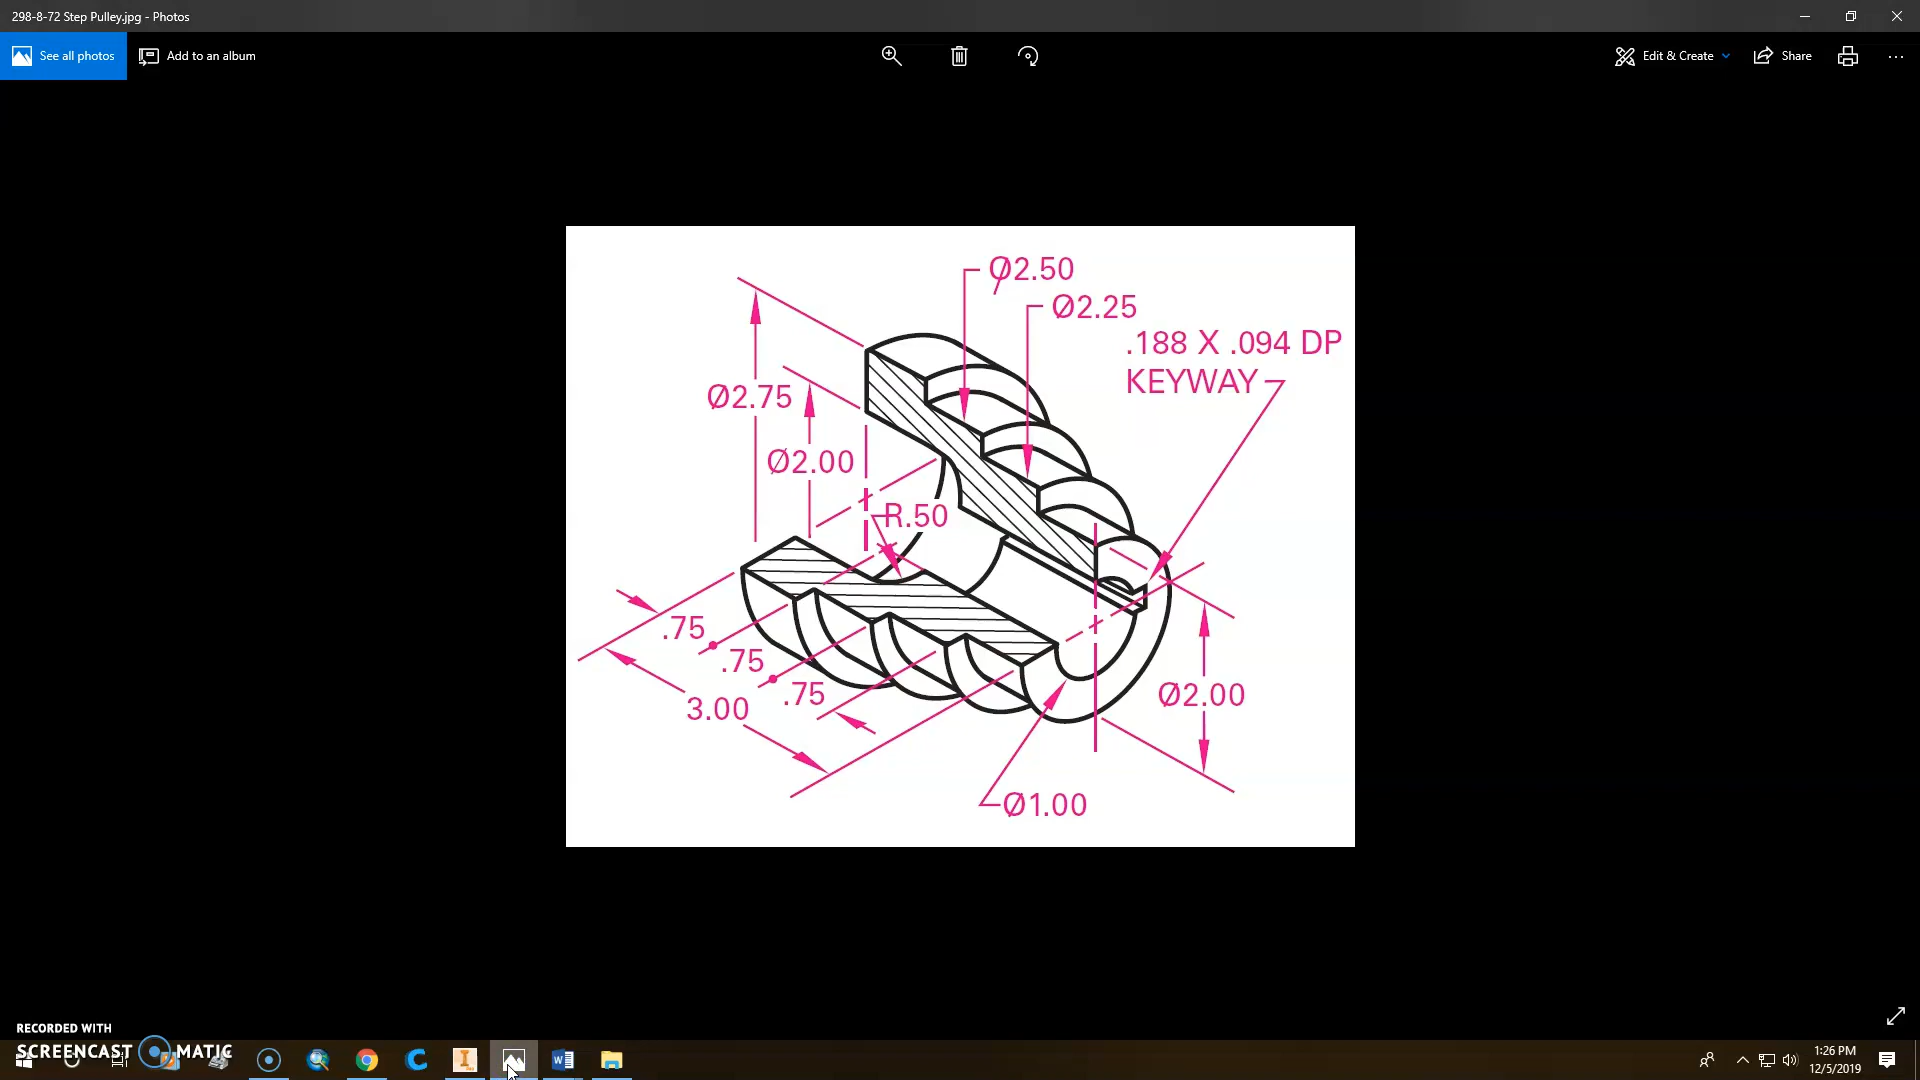 298-8-72 Step Pulley.jpg - Photos
See all photos
Add to an album
Edit & Create
Share
Ø2.50
Ø2.25
.188 X .094 DP
KEYWAY
Ø2.75
Ø2.00
R.50
.75
.75
.75
3.00
Ø2.00
Ø1.00
RECORDED WITH
SCREENCAST MATIC
1:26 PM
12/5/2019